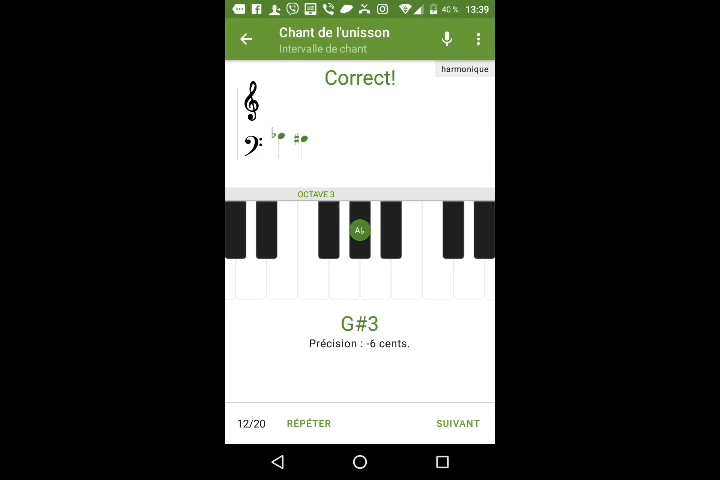 40 % 13:39
Chant de l'unisson
Intervalle de chant
harmonique
Correct!
OCTAVE 3
A♭
G#3
Précision : -6 cents.
12/20 RÉPÉTER SUIVANT